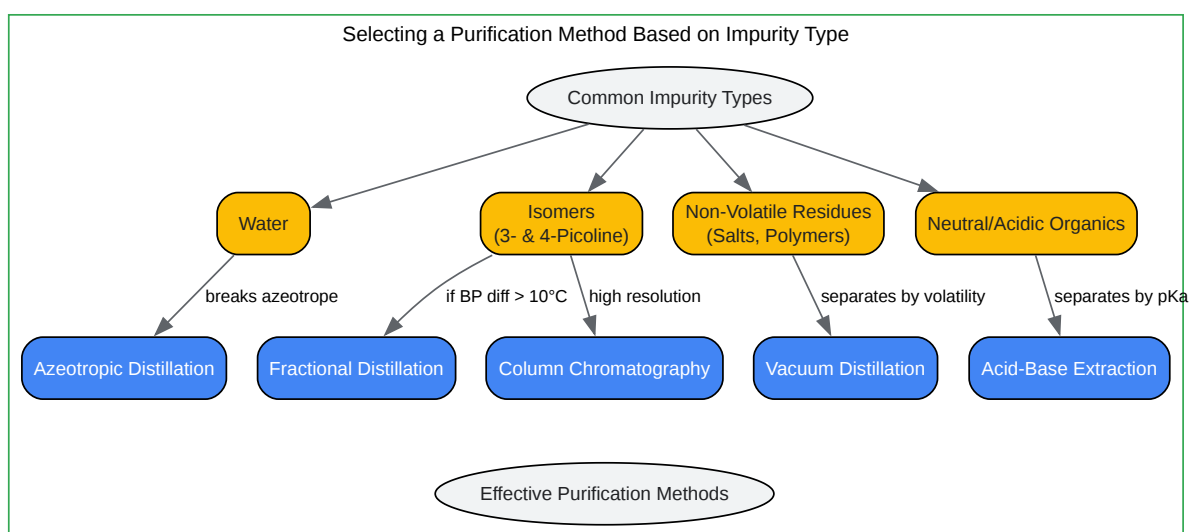 Selecting a Purification Method Based on Impurity Type
Common Impurity Types
Water
Isomers
(3- & 4-Picoline)
Non-Volatile Residues
(Salts, Polymers)
Neutral/Acidic Organics
breaks azeotrope
if BP diff > 10°C
high resolution
separates by volatility
separates by pKa
Azeotropic Distillation
Fractional Distillation
Column Chromatography
Vacuum Distillation
Acid-Base Extraction
Effective Purification Methods